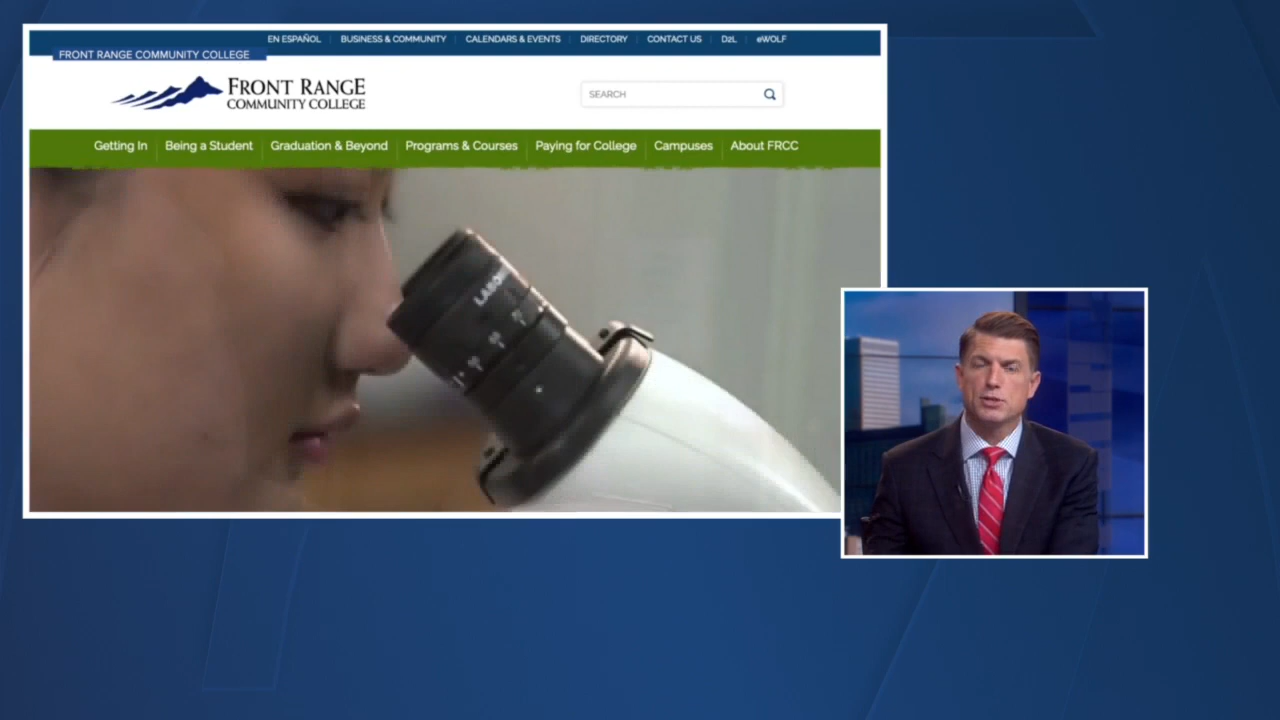 EN ESPAÑOL BUSINESS & COMMUNITY CALENDARS & EVENTS DIRECTORY CONTACT US D2L eWOLF
FRONT RANGE COMMUNITY COLLEGE
FRONT RANGE
COMMUNITY COLLEGE
SEARCH
Getting In Being a Student Graduation & Beyond Programs & Courses Paying for College Campuses About FRCC